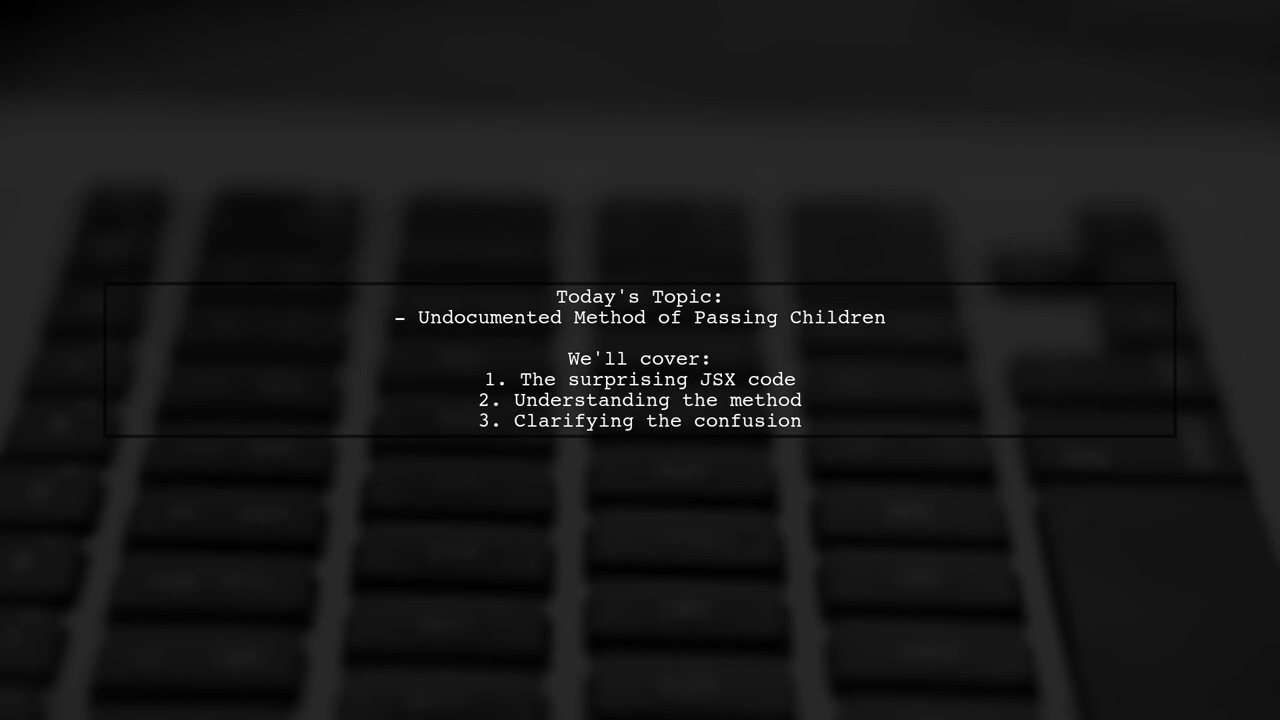 Today's Topic:
- Undocumented Method of Passing Children
We'll cover:
1. The surprising JSX code
2. Understanding the method
3. Clarifying the confusion